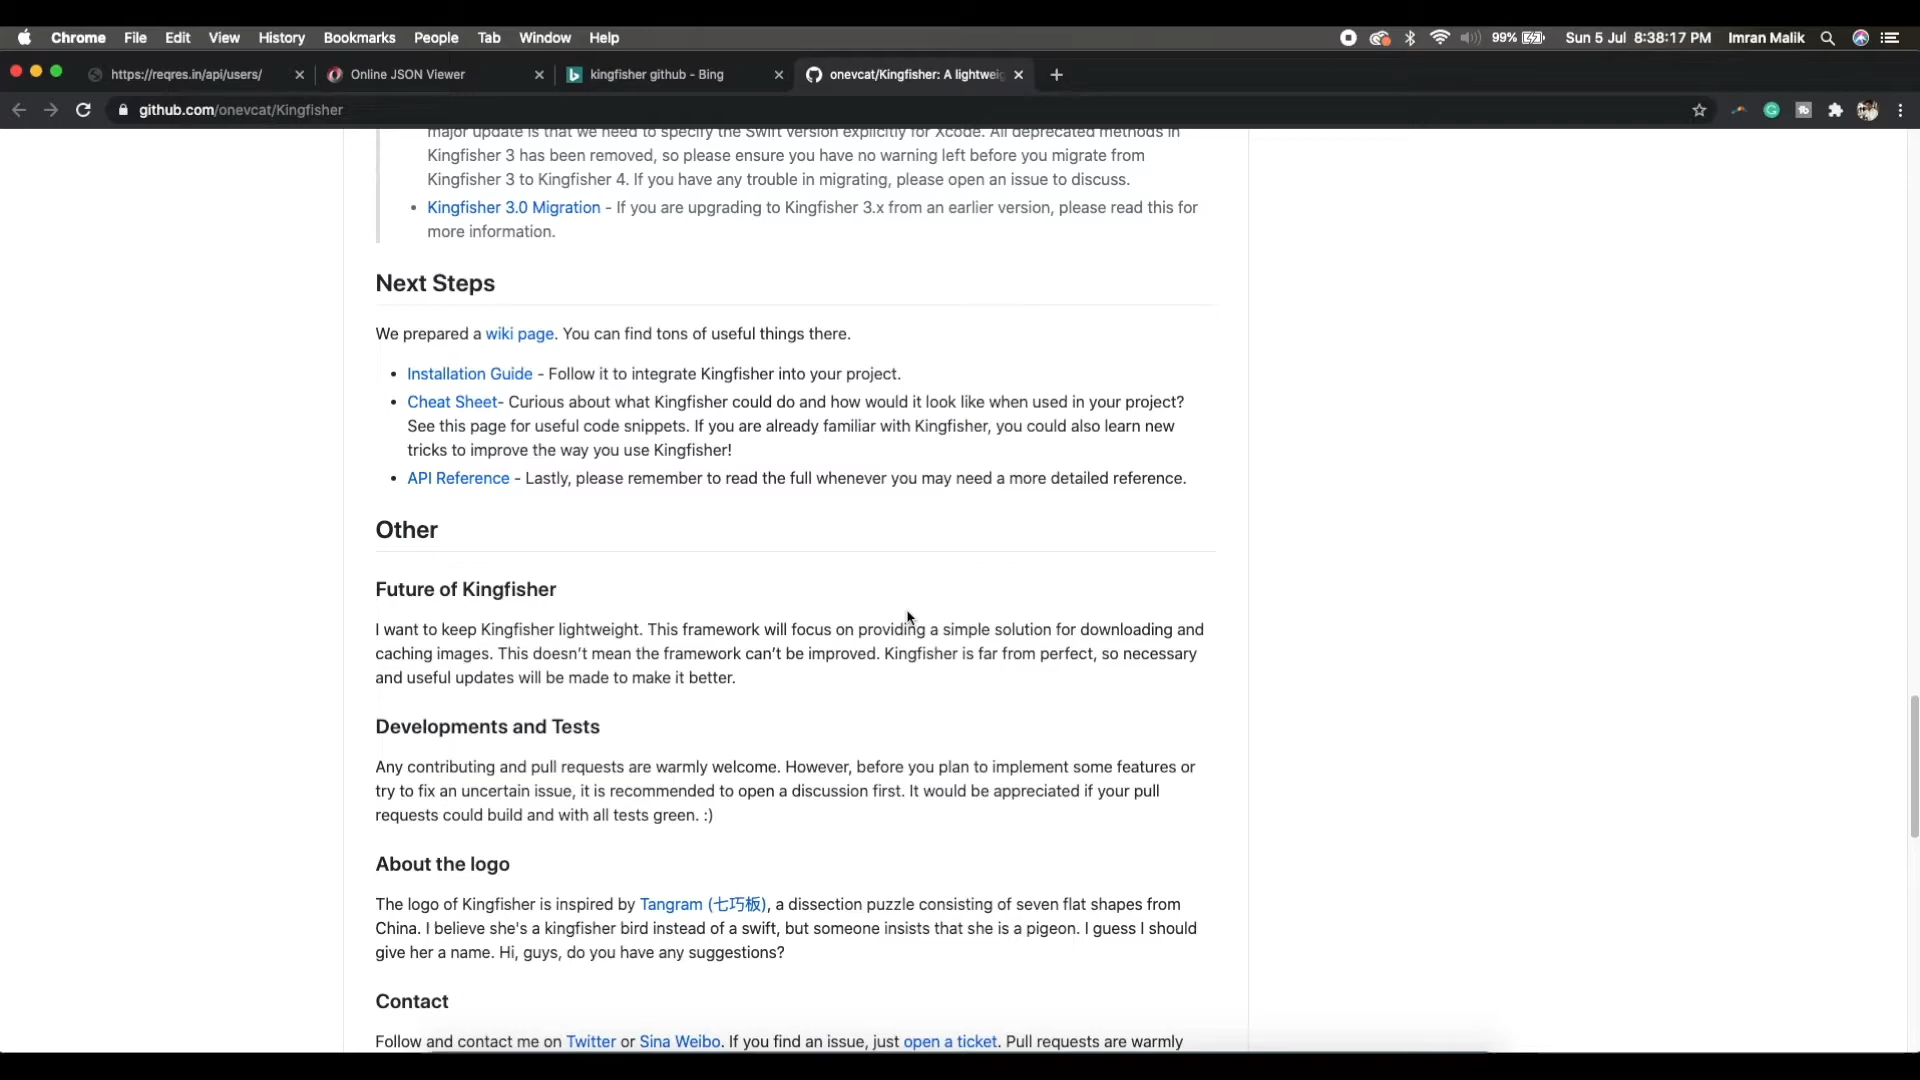 Chrome File Edit View History Bookmarks People Tab Window Help 99% Sun 5 Jul 8:38:17 PM Imran Malik
https://reqres.in/api/users/ Online JSON Viewer kingfisher github - Bing onevcat/Kingfisher: A lightwei
github.com/onevcat/Kingfisher
major update is that we need to specify the Swift version explicitly for Xcode. All deprecated methods in
Kingfisher 3 has been removed, so please ensure you have no warning left before you migrate from
Kingfisher 3 to Kingfisher 4. If you have any trouble in migrating, please open an issue to discuss.
• Kingfisher 3.0 Migration - If you are upgrading to Kingfisher 3.x from an earlier version, please read this for
more information.
Next Steps
We prepared a wiki page. You can find tons of useful things there.
• Installation Guide - Follow it to integrate Kingfisher into your project.
• Cheat Sheet- Curious about what Kingfisher could do and how would it look like when used in your project?
See this page for useful code snippets. If you are already familiar with Kingfisher, you could also learn new
tricks to improve the way you use Kingfisher!
• API Reference - Lastly, please remember to read the full whenever you may need a more detailed reference.
Other
Future of Kingfisher
I want to keep Kingfisher lightweight. This framework will focus on providing a simple solution for downloading and
caching images. This doesn’t mean the framework can’t be improved. Kingfisher is far from perfect, so necessary
and useful updates will be made to make it better.
Developments and Tests
Any contributing and pull requests are warmly welcome. However, before you plan to implement some features or
try to fix an uncertain issue, it is recommended to open a discussion first. It would be appreciated if your pull
requests could build and with all tests green. :)
About the logo
The logo of Kingfisher is inspired by Tangram (七巧板), a dissection puzzle consisting of seven flat shapes from
China. I believe she's a kingfisher bird instead of a swift, but someone insists that she is a pigeon. I guess I should
give her a name. Hi, guys, do you have any suggestions?
Contact
Follow and contact me on Twitter or Sina Weibo. If you find an issue, just open a ticket. Pull requests are warmly